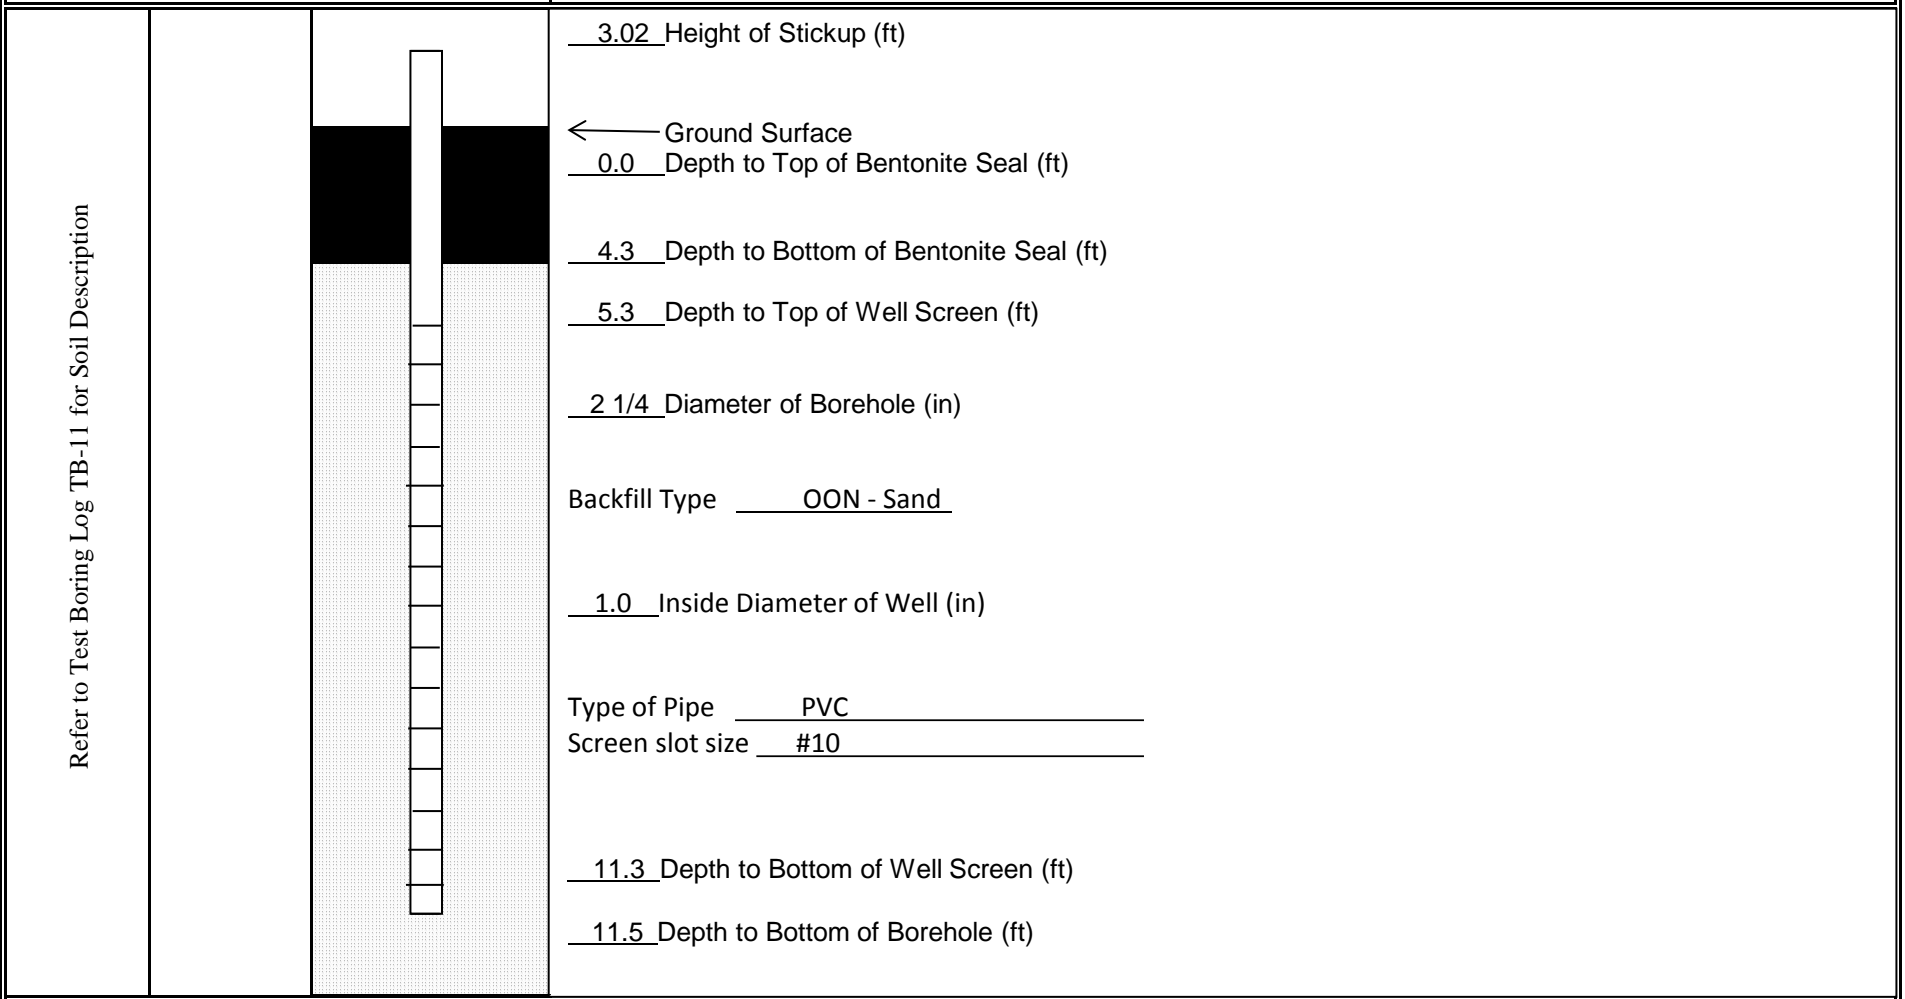 Refer to Test Boring Log TB-11 for Soil Description
3.02 Height of Stickup (ft)
Ground Surface
0.0 Depth to Top of Bentonite Seal (ft)
4.3 Depth to Bottom of Bentonite Seal (ft)
5.3 Depth to Top of Well Screen (ft)
2 1/4 Diameter of Borehole (in)
Backfill Type OON - Sand
1.0 Inside Diameter of Well (in)
Type of Pipe PVC
Screen slot size #10
11.3 Depth to Bottom of Well Screen (ft)
11.5 Depth to Bottom of Borehole (ft)